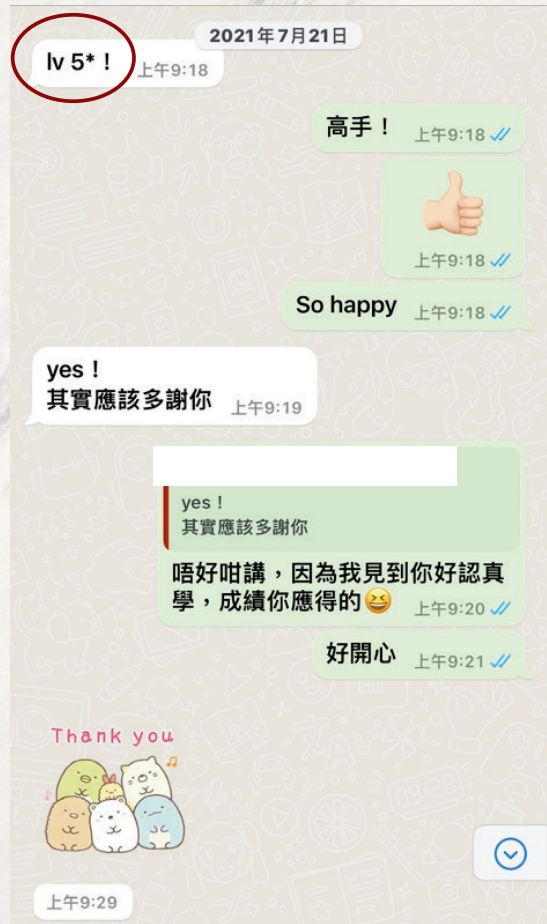 2021年7月21日
lv 5*！
上午9:18
高手！
上午9:18
上午9:18
So happy
上午9:18
yes！
其實應該多謝你
上午9:19
yes！
其實應該多謝你
唔好咁講，因為我見到你好認真
學，成績你應得的😆
上午9:20
好開心
上午9:21
Thank you
上午9:29